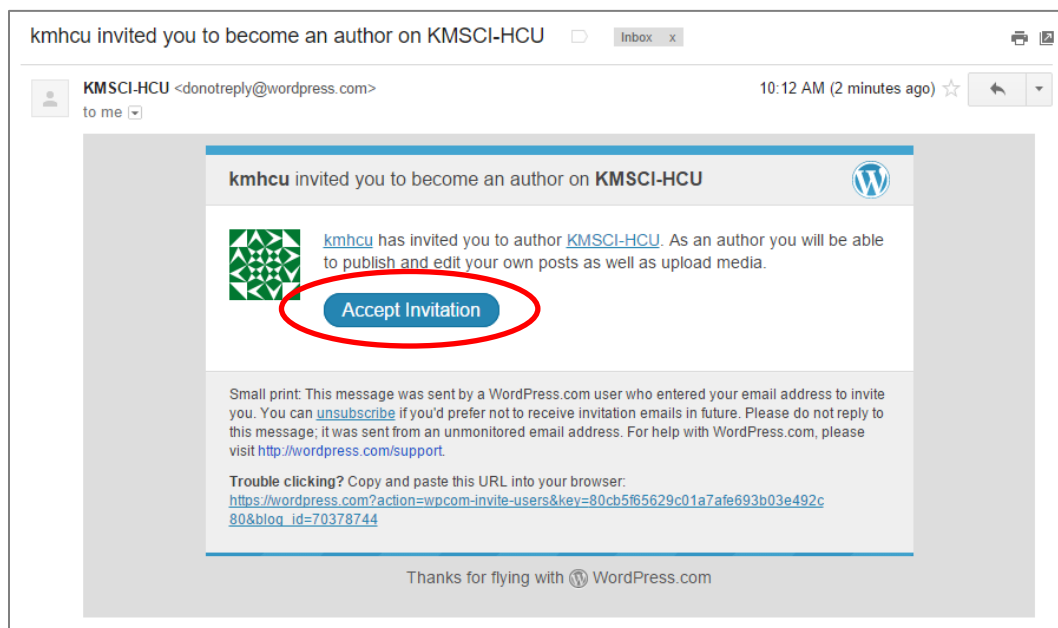 kmhcu invited you to become an author on KMSCI-HCU
Inbox x
KMSCI-HCU <donotreply@wordpress.com>
10:12 AM (2 minutes ago)
to me
kmhcu invited you to become an author on KMSCI-HCU
kmhcu has invited you to author KMSCI-HCU. As an author you will be able
to publish and edit your own posts as well as upload media.
Accept Invitation
Small print: This message was sent by a WordPress.com user who entered your email address to invite
you. You can unsubscribe if you'd prefer not to receive invitation emails in future. Please do not reply to
this message; it was sent from an unmonitored email address. For help with WordPress.com, please
visit http://wordpress.com/support.
Trouble clicking? Copy and paste this URL into your browser:
https://wordpress.com?action=wpcom-invite-users&key=80cb5f65629c01a7afe693b03e492c
80&blog_id=70378744
Thanks for flying with WordPress.com